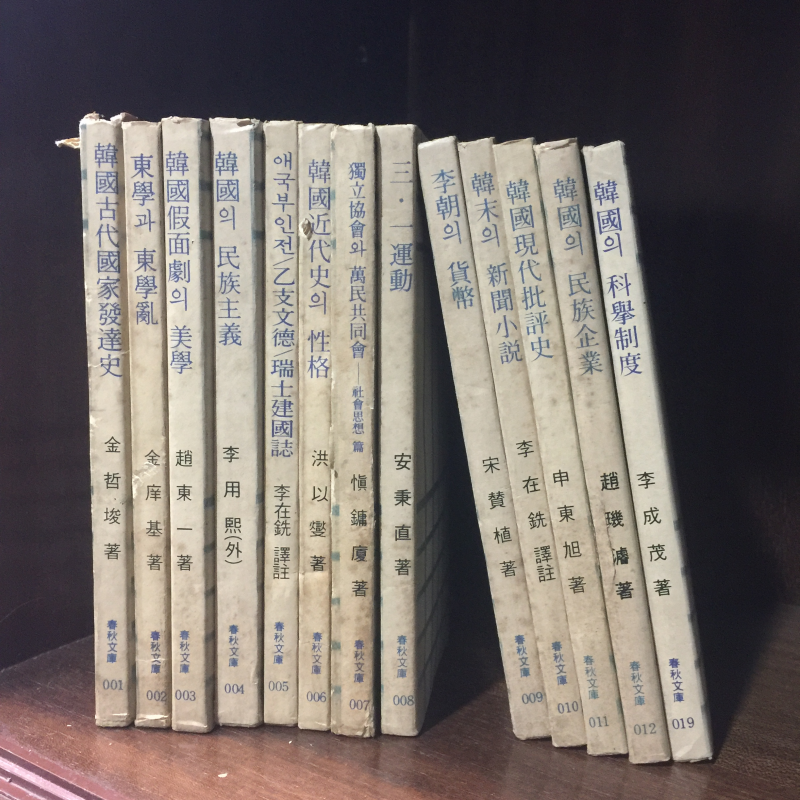 韓國古代國家發達史 金哲埈 著 春秋文庫 001
東學과 東學亂 金庠基 著 春秋文庫 002
韓國假面劇의 美學 趙東一 著 春秋文庫 003
韓國의 民族主義 李用熙(外) 春秋文庫 004
애국부인전/乙支文德/瑞士建國誌 李在銑 譯註 春秋文庫 005
韓國近代史의 性格 洪以燮 著 春秋文庫 006
獨立協會와 萬民共同會──社會思想 篇 愼鏞廈 著 春秋文庫 007
三·一運動 安秉直 著 春秋文庫 008
李朝의 貨幣 宋賛植 著 春秋文庫 009
韓末의 新聞小説 李在銑 譯註 春秋文庫 010
韓國現代批評史 申東旭 著 春秋文庫 011
韓國의 民族企業 趙璣濬 著 春秋文庫 012
韓國의 科擧制度 李成茂 著 春秋文庫 019